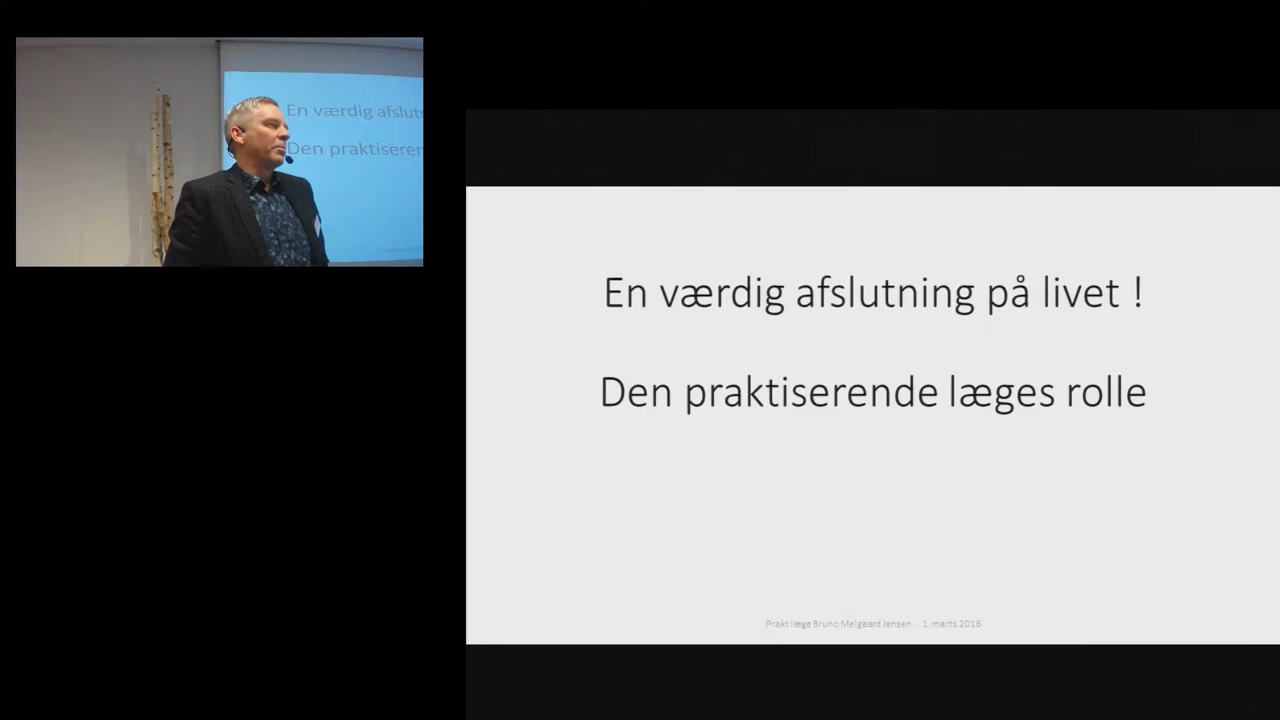 En værdig afslutn
Den praktiseren
En værdig afslutning på livet !
Den praktiserende læges rolle
Prakt læge Bruno Melgaard Jensen - 1. marts 2016